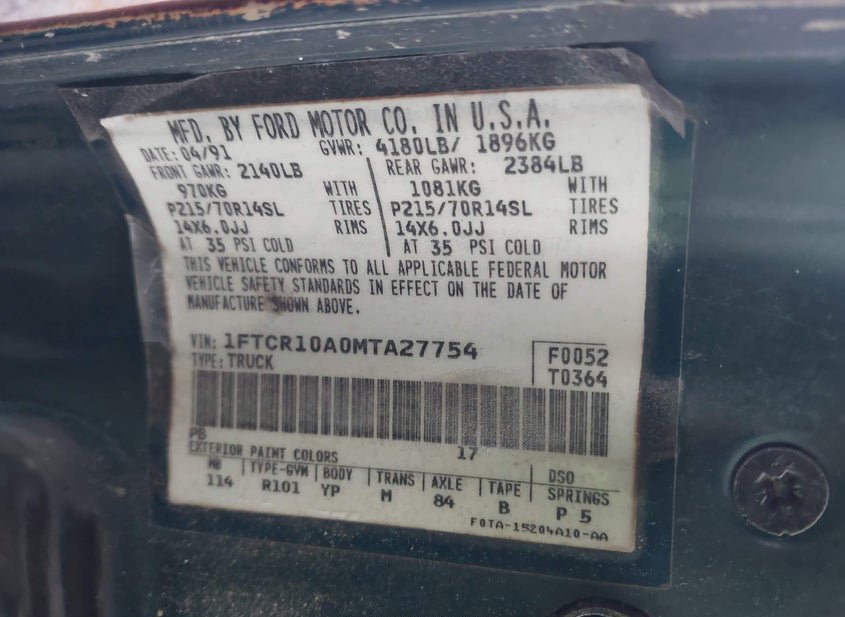 MFD. BY FORD MOTOR CO. IN U.S.A.
DATE: 04/91 GVWR: 4180LB/ 1896KG
FRONT GAWR: 2140LB REAR GAWR: 2384LB
970KG WITH 1081KG WITH
P215/70R14SL TIRES P215/70R14SL TIRES
14X6.0JJ RIMS 14X6.0JJ RIMS
AT 35 PSI COLD AT 35 PSI COLD
THIS VEHICLE CONFORMS TO ALL APPLICABLE FEDERAL MOTOR
VEHICLE SAFETY STANDARDS IN EFFECT ON THE DATE OF
MANUFACTURE SHOWN ABOVE.
VIN: 1FTCR10A0MTA27754 F0052
TYPE: TRUCK T0364
PB 17
EXTERIOR PAINT COLORS DSO
WB TYPE-GVM BODY TRANS AXLE TAPE SPRINGS
114 R101 YP M 84 B P 5
F0TA-15204A10-AA